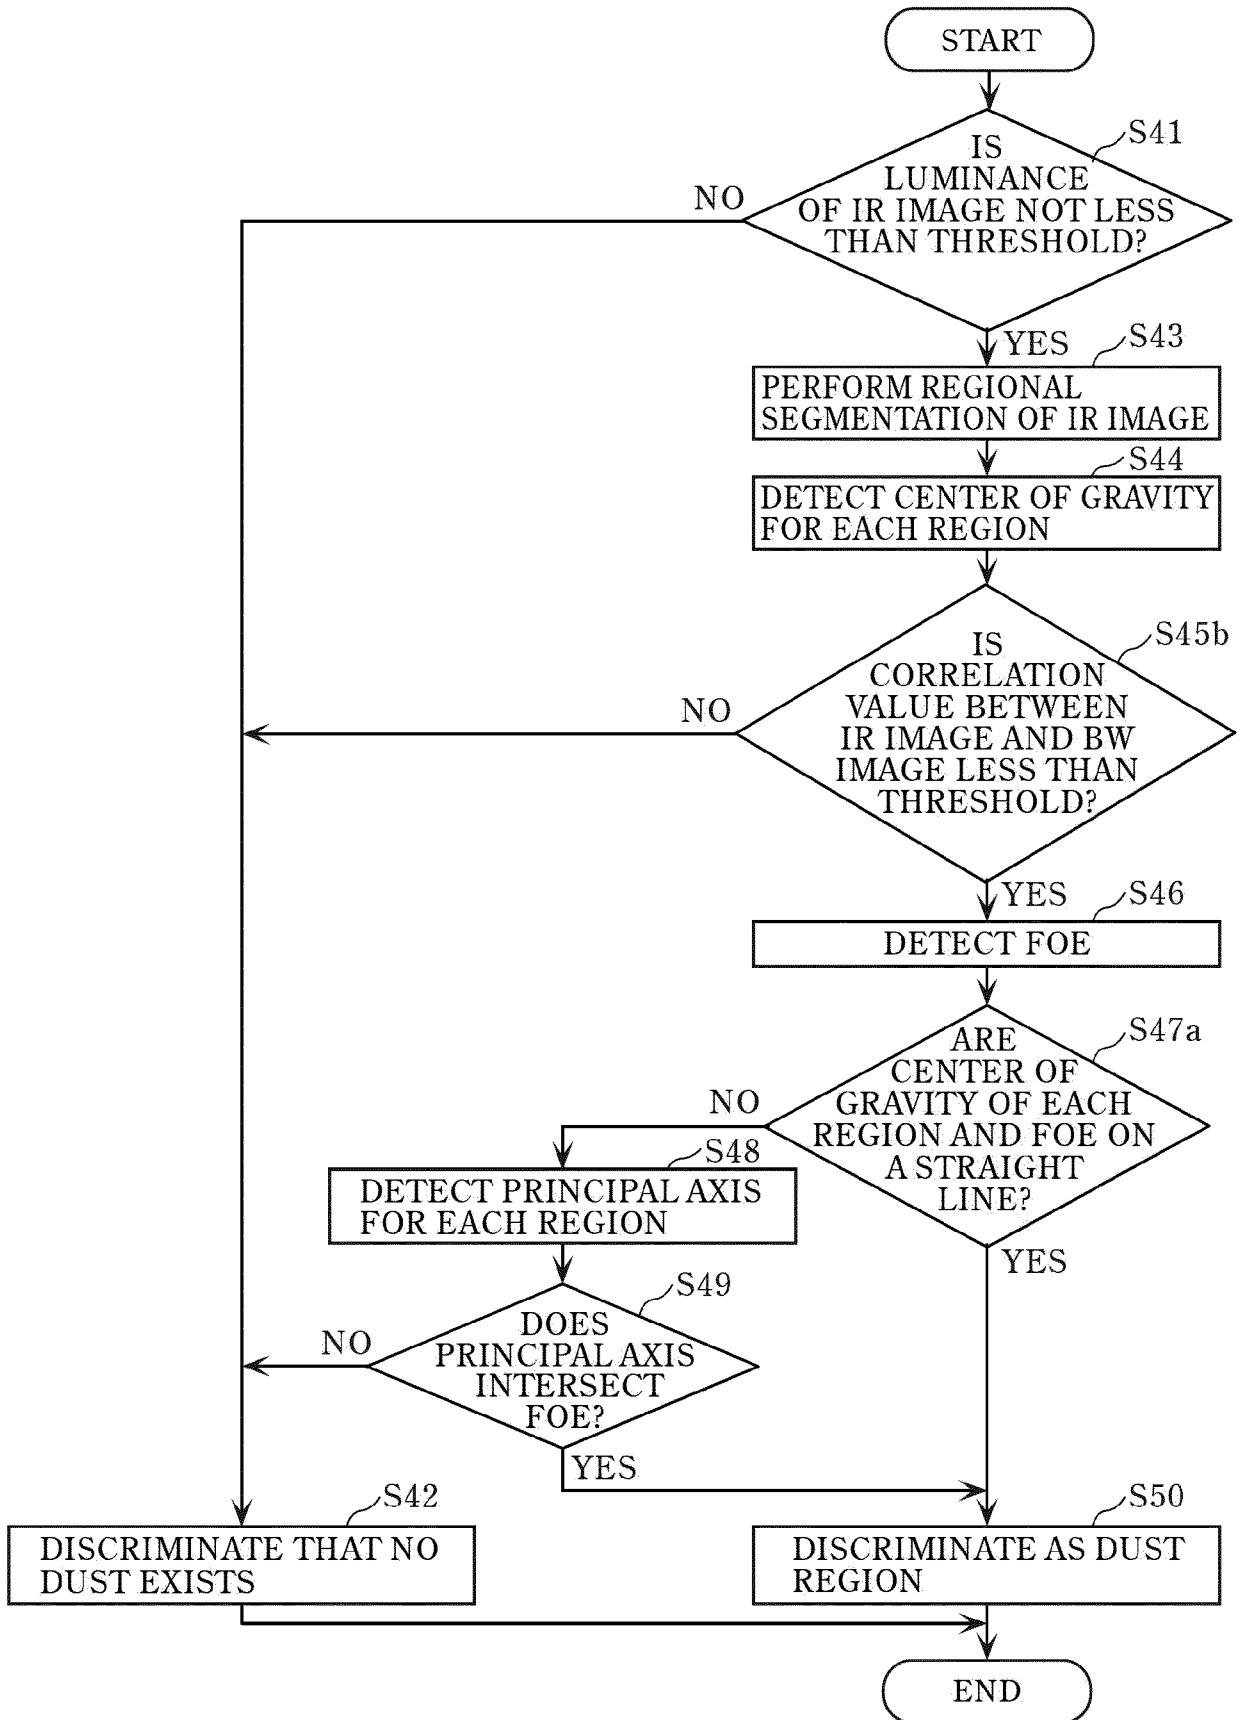 START
S41
IS
LUMINANCE
OF IR IMAGE NOT LESS
THAN THRESHOLD?
NO
YES
S43
PERFORM REGIONAL
SEGMENTATION OF IR IMAGE
S44
DETECT CENTER OF GRAVITY
FOR EACH REGION
S45b
IS
CORRELATION
VALUE BETWEEN
IR IMAGE AND BW
IMAGE LESS THAN
THRESHOLD?
NO
YES
S46
DETECT FOE
S47a
ARE
CENTER OF
GRAVITY OF EACH
REGION AND FOE ON
A STRAIGHT
LINE?
NO
YES
S48
DETECT PRINCIPAL AXIS
FOR EACH REGION
S49
DOES
PRINCIPAL AXIS
INTERSECT
FOE?
NO
YES
S42
DISCRIMINATE THAT NO
DUST EXISTS
S50
DISCRIMINATE AS DUST
REGION
END